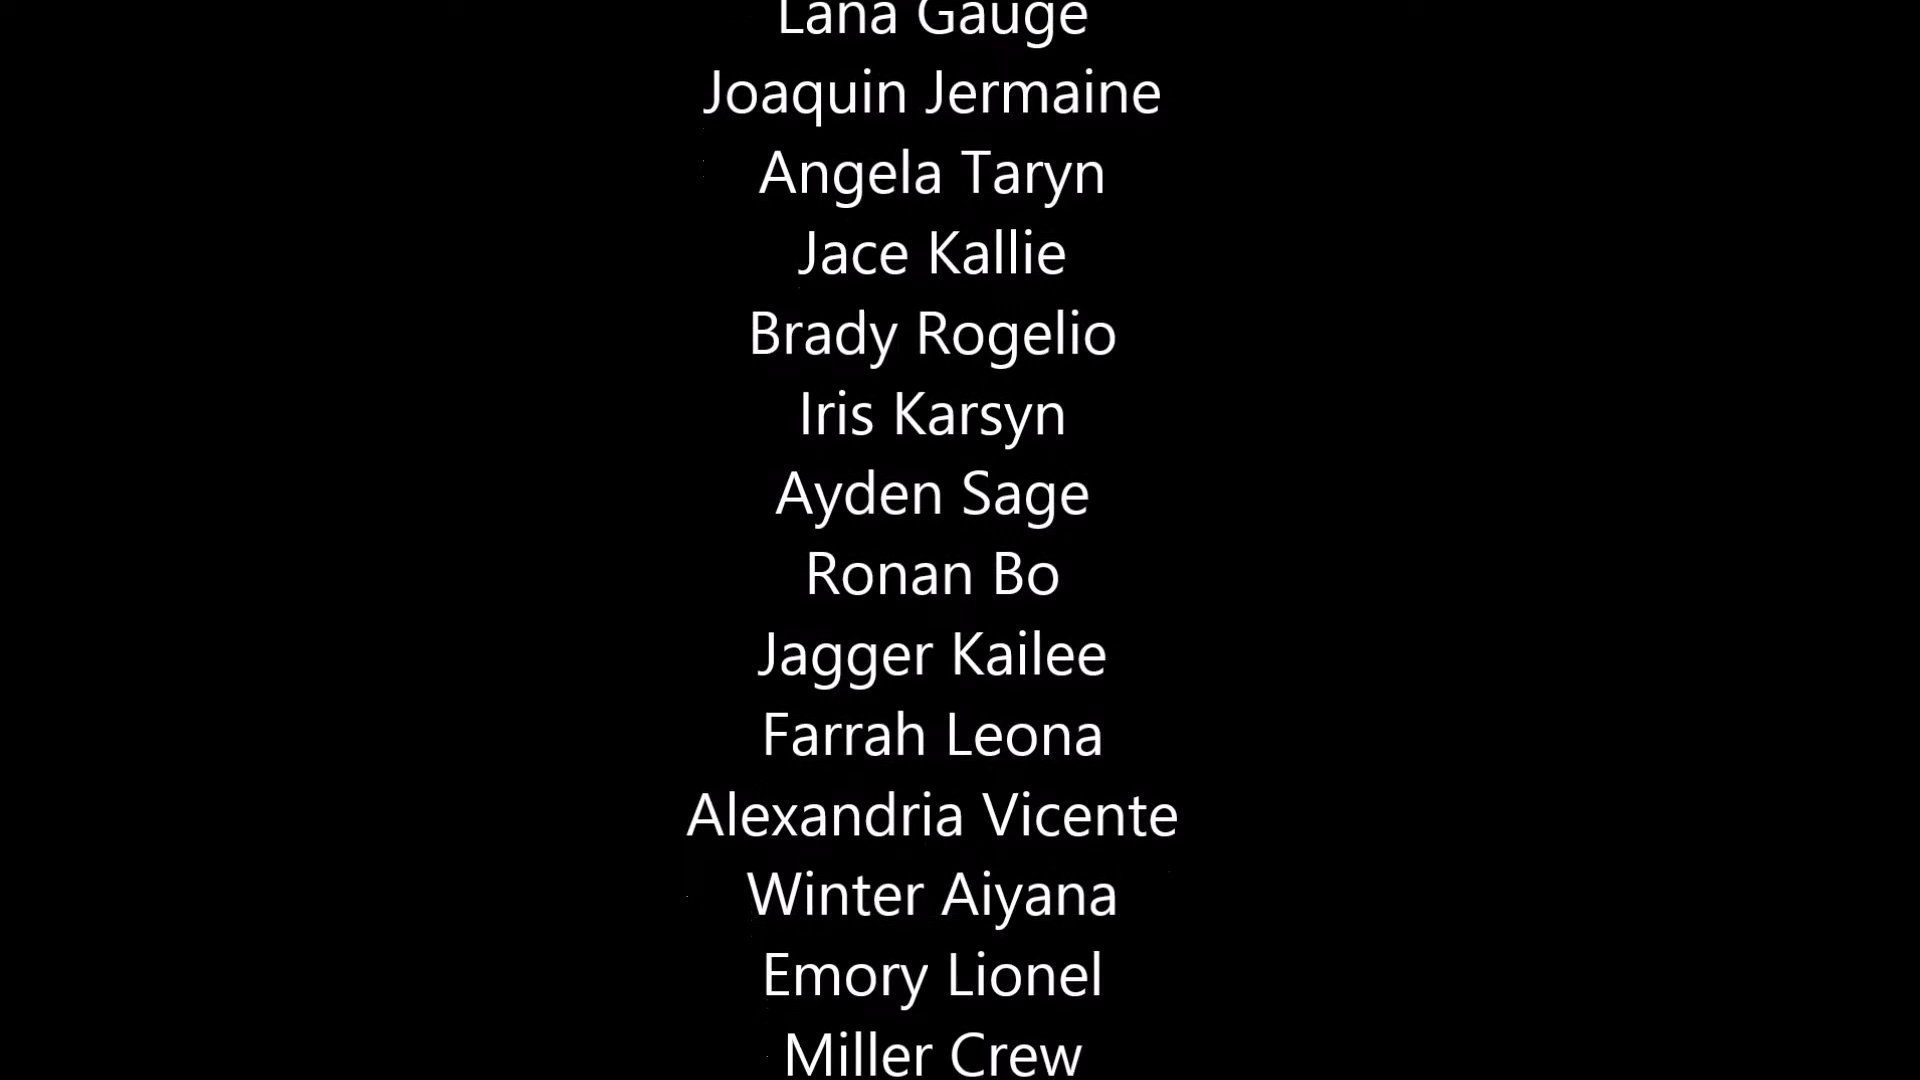 Lana Gauge
Joaquin Jermaine
Angela Taryn
Jace Kallie
Brady Rogelio
Iris Karsyn
Ayden Sage
Ronan Bo
Jagger Kailee
Farrah Leona
Alexandria Vicente
Winter Aiyana
Emory Lionel
Miller Crew